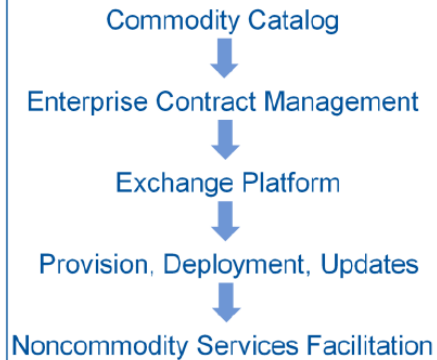 Commodity Catalog
Enterprise Contract Management
Exchange Platform
Provision, Deployment, Updates
Noncommodity Services Facilitation